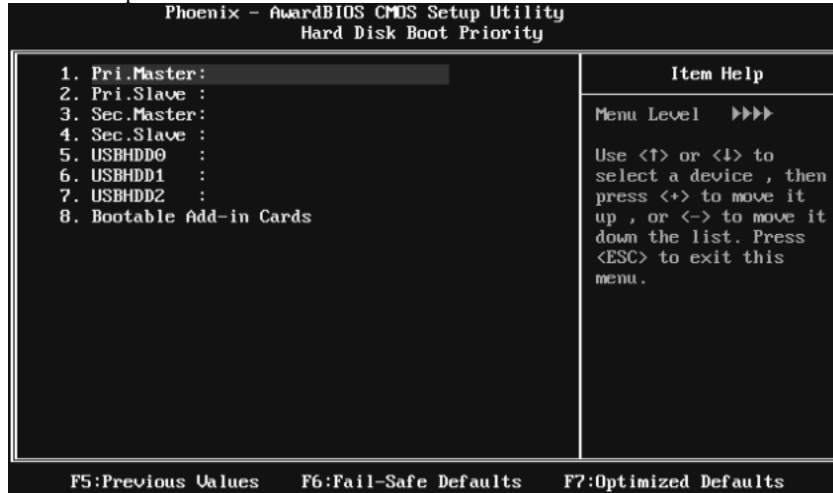 Phoenix - AwardBIOS CMOS Setup Utility
Hard Disk Boot Priority
1. Pri.Master:
2. Pri.Slave :
3. Sec.Master:
4. Sec.Slave :
5. USBHDD0   :
6. USBHDD1   :
7. USBHDD2   :
8. Bootable Add-in Cards
Item Help
Menu Level   ►►►►
Use <↑> or <↓> to
select a device , then
press <+> to move it
up , or <-> to move it
down the list. Press
<ESC> to exit this
menu.
F5:Previous Values    F6:Fail-Safe Defaults    F7:Optimized Defaults